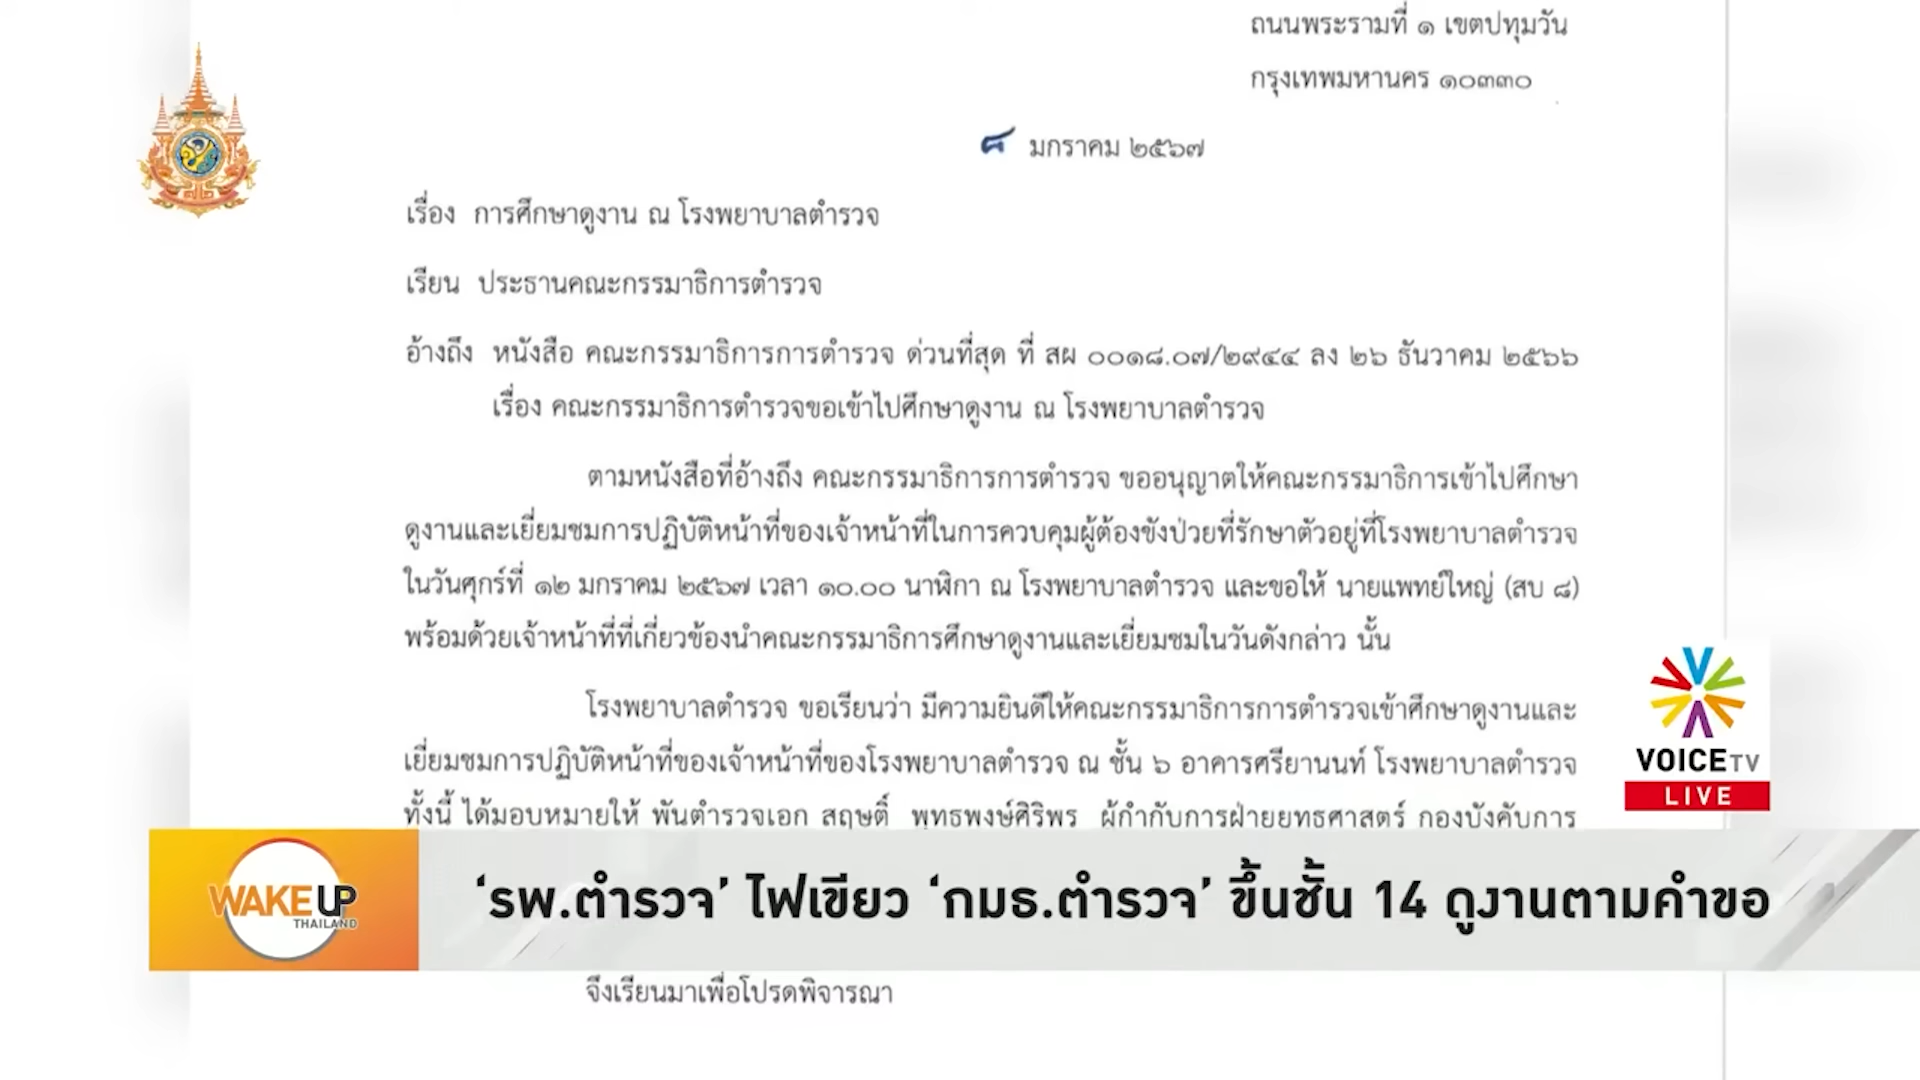 ถนนพระรามที่ ๑ เขตปทุมวัน
กรุงเทพมหานคร ๑๐๓๓๐
๘ มกราคม ๒๕๖๗
เรื่อง การศึกษาดูงาน ณ โรงพยาบาลตำรวจ
เรียน ประธานคณะกรรมาธิการตำรวจ
อ้างถึง หนังสือ คณะกรรมาธิการการตำรวจ ด่วนที่สุด ที่ สผ ๐๐๑๘.๐๗/๒๙๔๔ ลง ๒๖ ธันวาคม ๒๕๖๖
เรื่อง คณะกรรมาธิการตำรวจขอเข้าไปศึกษาดูงาน ณ โรงพยาบาลตำรวจ
ตามหนังสือที่อ้างถึง คณะกรรมาธิการการตำรวจ ขออนุญาตให้คณะกรรมาธิการเข้าไปศึกษา
ดูงานและเยี่ยมชมการปฏิบัติหน้าที่ของเจ้าหน้าที่ในการควบคุมผู้ต้องขังป่วยที่รักษาตัวอยู่ที่โรงพยาบาลตำรวจ
ในวันศุกร์ที่ ๑๒ มกราคม ๒๕๖๗ เวลา ๑๐.๐๐ นาฬิกา ณ โรงพยาบาลตำรวจ และขอให้ นายแพทย์ใหญ่ (สบ ๘)
พร้อมด้วยเจ้าหน้าที่ที่เกี่ยวข้องนำคณะกรรมาธิการศึกษาดูงานและเยี่ยมชมในวันดังกล่าว นั้น
โรงพยาบาลตำรวจ ขอเรียนว่า มีความยินดีให้คณะกรรมาธิการการตำรวจเข้าศึกษาดูงานและ
เยี่ยมชมการปฏิบัติหน้าที่ของเจ้าหน้าที่ของโรงพยาบาลตำรวจ ณ ชั้น ๖ อาคารศรียานนท์ โรงพยาบาลตำรวจ
ทั้งนี้ ได้มอบหมายให้ พันตำรวจเอก สฤษติ์ พุทธพงษ์ศิริพร ผู้กำกับการฝ่ายยุทธศาสตร์ กองบังคับการ
VOICE TV
LIVE
WAKE UP
THAILAND
‘รพ.ตำรวจ’ ไฟเขียว ‘กมธ.ตำรวจ’ ขึ้นชั้น 14 ดูงานตามคำขอ
จึงเรียนมาเพื่อโปรดพิจารณา